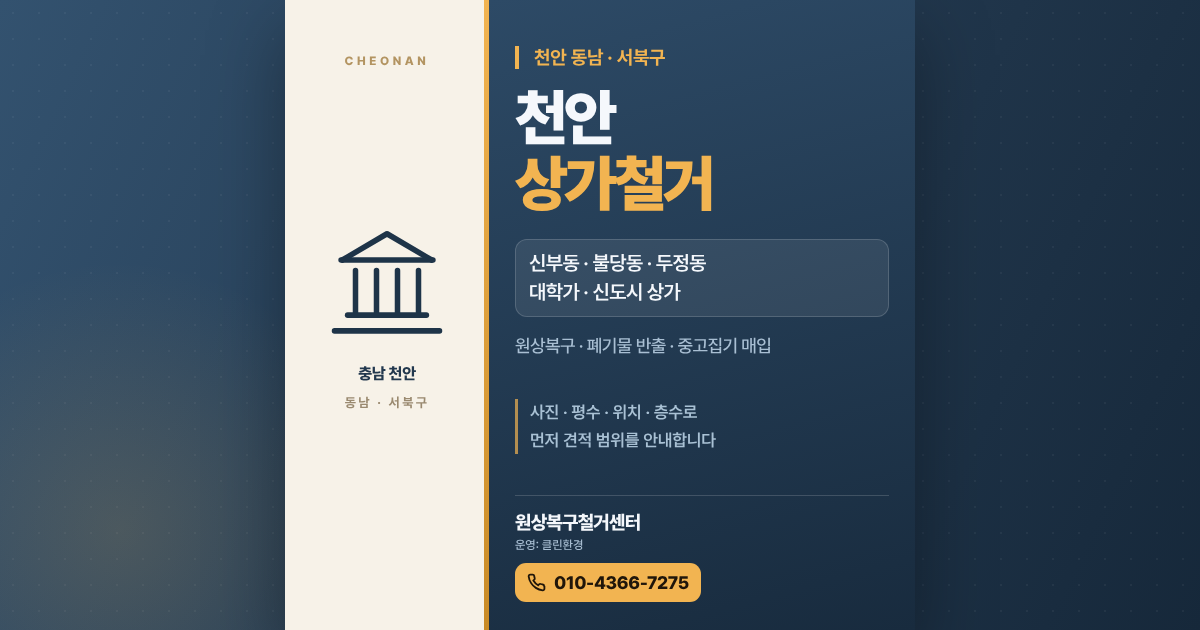 CHEONAN
충남 천안
동남 · 서북구
천안 동남 · 서북구
천안
상가철거
신부동 · 불당동 · 두정동
대학가 · 신도시 상가
원상복구 · 폐기물 반출 · 중고집기 매입
사진 · 평수 · 위치 · 층수로
먼저 견적 범위를 안내합니다
원상복구철거센터
운영: 클린환경
010-4366-7275